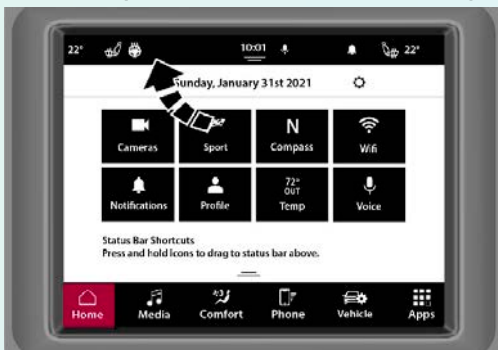 22° 10:01 22°
Sunday, January 31st 2021
Cameras Sport N Compass Wifi
Notifications Profile 72° OUT Temp Voice
Status Bar Shortcuts
Press and hold icons to drag to status bar above.
Home Media Comfort Phone Vehicle Apps